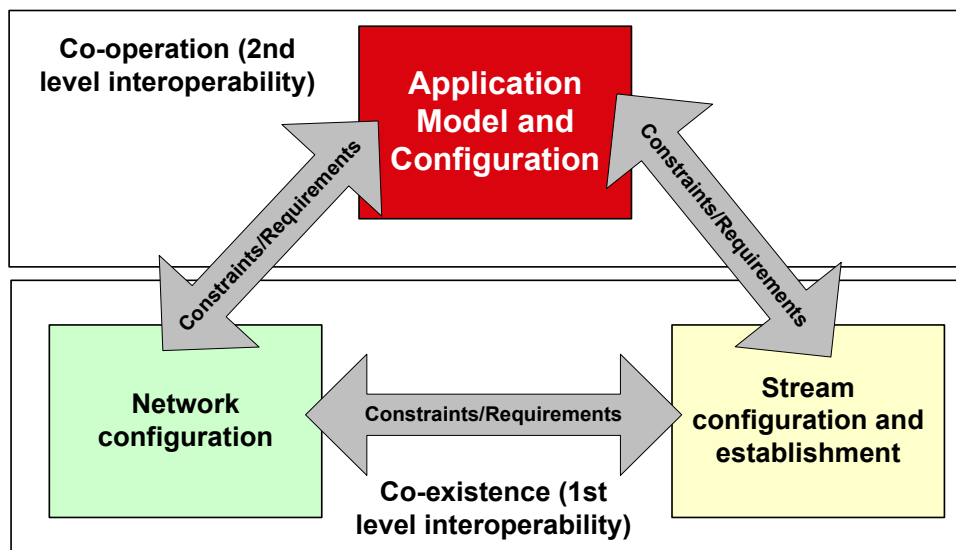 Co-operation (2nd
level interoperability)
Application
Model and
Configuration
Constraints/Requirements
Constraints/Requirements
Network
configuration
Constraints/Requirements
Stream
configuration and
establishment
Co-existence (1st
level interoperability)